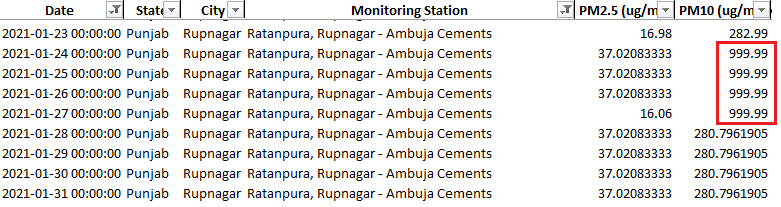 Date State City Monitoring Station PM2.5 (ug/m PM10 (ug/m
2021-01-23 00:00:00 Punjab Rupnagar Ratanpura, Rupnagar - Ambuja Cements 16.98 282.99
2021-01-24 00:00:00 Punjab Rupnagar Ratanpura, Rupnagar - Ambuja Cements 37.02083333 999.99
2021-01-25 00:00:00 Punjab Rupnagar Ratanpura, Rupnagar - Ambuja Cements 37.02083333 999.99
2021-01-26 00:00:00 Punjab Rupnagar Ratanpura, Rupnagar - Ambuja Cements 37.02083333 999.99
2021-01-27 00:00:00 Punjab Rupnagar Ratanpura, Rupnagar - Ambuja Cements 16.06 999.99
2021-01-28 00:00:00 Punjab Rupnagar Ratanpura, Rupnagar - Ambuja Cements 37.02083333 280.7961905
2021-01-29 00:00:00 Punjab Rupnagar Ratanpura, Rupnagar - Ambuja Cements 37.02083333 280.7961905
2021-01-30 00:00:00 Punjab Rupnagar Ratanpura, Rupnagar - Ambuja Cements 37.02083333 280.7961905
2021-01-31 00:00:00 Punjab Rupnagar Ratanpura, Rupnagar - Ambuja Cements 37.02083333 280.7961905